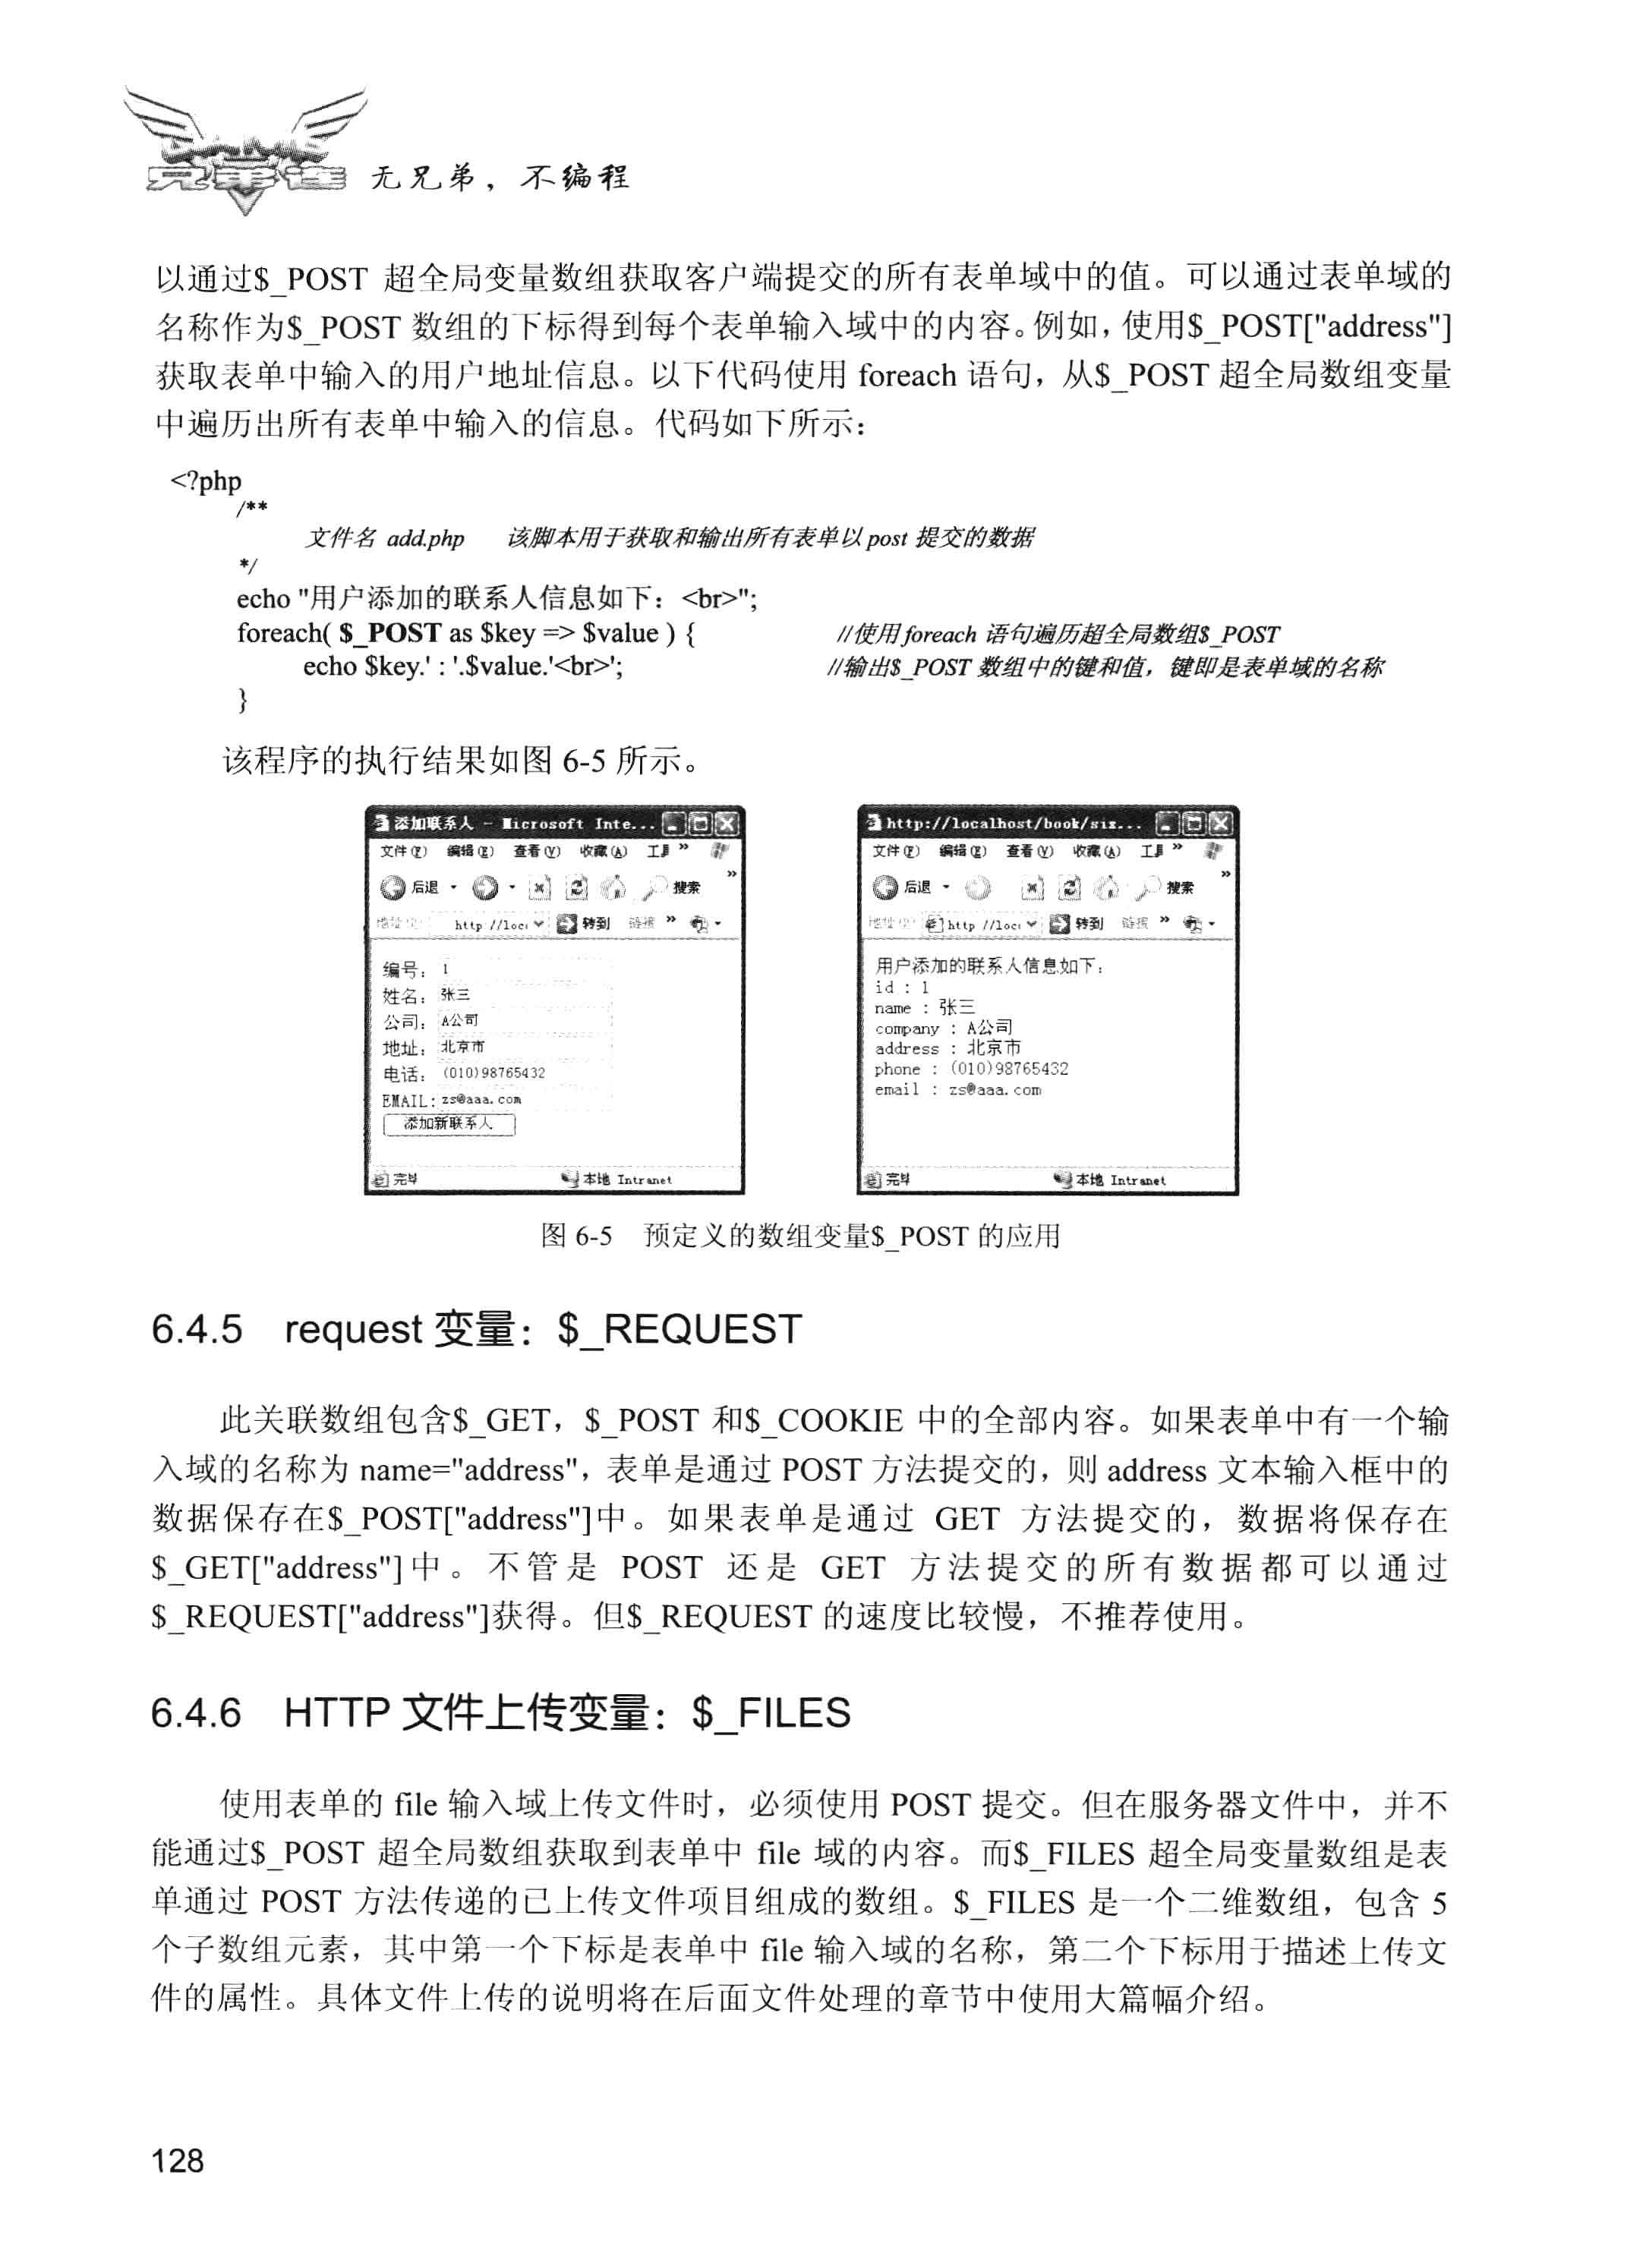 兄弟连 无兄弟，不编程
以通过$_POST 超全局变量数组获取客户端提交的所有表单域中的值。可以通过表单域的
名称作为$_POST 数组的下标得到每个表单输入域中的内容。例如，使用$_POST["address"]
获取表单中输入的用户地址信息。以下代码使用 foreach 语句，从$_POST 超全局数组变量
中遍历出所有表单中输入的信息。代码如下所示：
<?php
/**
文件名 add.php 该脚本用于获取和输出所有表单以 post 提交的数据
*/
echo "用户添加的联系人信息如下：<br>";
foreach( $_POST as $key => $value ) { //使用 foreach 语句遍历超全局数组$_POST
echo $key.' : '.$value.'<br>'; //输出$_POST 数组中的键和值，键即是表单域的名称
}
该程序的执行结果如图 6-5 所示。
添加联系人 - Microsoft Inte...
文件(F) 编辑(E) 查看(V) 收藏(A) 工具 »
后退 搜索 »
地址(D) http://loc 转到 链接 »
编号：1
姓名：张三
公司：A公司
地址：北京市
电话：(010)98765432
EMAIL：zs@aaa.com
添加新联系人
完毕 本地 Intranet
http://localhost/book/six...
文件(F) 编辑(E) 查看(V) 收藏(A) 工具 »
后退 搜索 »
地址(D) http://loc 转到 链接 »
用户添加的联系人信息如下：
id : 1
name : 张三
company : A公司
address : 北京市
phone : (010)98765432
email : zs@aaa.com
完毕 本地 Intranet
图 6-5 预定义的数组变量$_POST 的应用
6.4.5 request 变量：$_REQUEST
此关联数组包含$_GET，$_POST 和$_COOKIE 中的全部内容。如果表单中有一个输
入域的名称为 name="address"，表单是通过 POST 方法提交的，则 address 文本输入框中的
数据保存在$_POST["address"]中。如果表单是通过 GET 方法提交的，数据将保存在
$_GET["address"]中。不管是 POST 还是 GET 方法提交的所有数据都可以通过
$_REQUEST["address"]获得。但$_REQUEST 的速度比较慢，不推荐使用。
6.4.6 HTTP 文件上传变量：$_FILES
使用表单的 file 输入域上传文件时，必须使用 POST 提交。但在服务器文件中，并不
能通过$_POST 超全局数组获取到表单中 file 域的内容。而$_FILES 超全局变量数组是表
单通过 POST 方法传递的已上传文件项目组成的数组。$_FILES 是一个二维数组，包含 5
个子数组元素，其中第一个下标是表单中 file 输入域的名称，第二个下标用于描述上传文
件的属性。具体文件上传的说明将在后面文件处理的章节中使用大篇幅介绍。
128